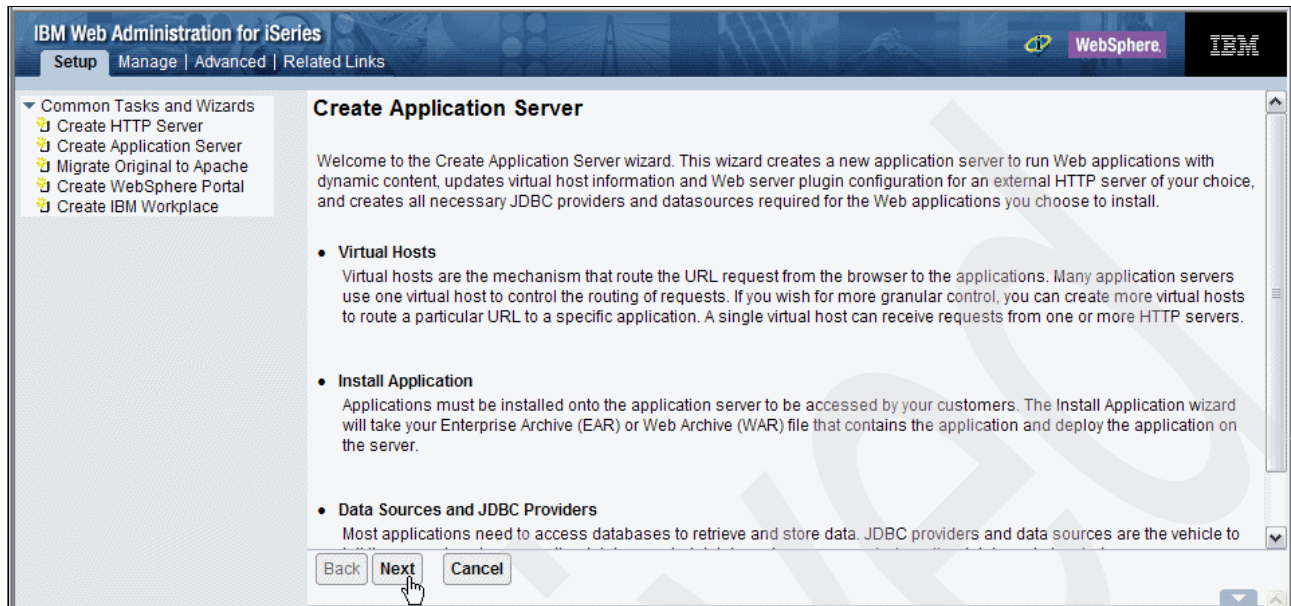 IBM Web Administration for iSeries
Setup Manage | Advanced | Related Links
WebSphere.
IBM
Common Tasks and Wizards
Create HTTP Server
Create Application Server
Migrate Original to Apache
Create WebSphere Portal
Create IBM Workplace
Create Application Server
Welcome to the Create Application Server wizard. This wizard creates a new application server to run Web applications with
dynamic content, updates virtual host information and Web server plugin configuration for an external HTTP server of your choice,
and creates all necessary JDBC providers and datasources required for the Web applications you choose to install.
• Virtual Hosts
Virtual hosts are the mechanism that route the URL request from the browser to the applications. Many application servers
use one virtual host to control the routing of requests. If you wish for more granular control, you can create more virtual hosts
to route a particular URL to a specific application. A single virtual host can receive requests from one or more HTTP servers.
• Install Application
Applications must be installed onto the application server to be accessed by your customers. The Install Application wizard
will take your Enterprise Archive (EAR) or Web Archive (WAR) file that contains the application and deploy the application on
the server.
• Data Sources and JDBC Providers
Most applications need to access databases to retrieve and store data. JDBC providers and data sources are the vehicle to
Back Next Cancel